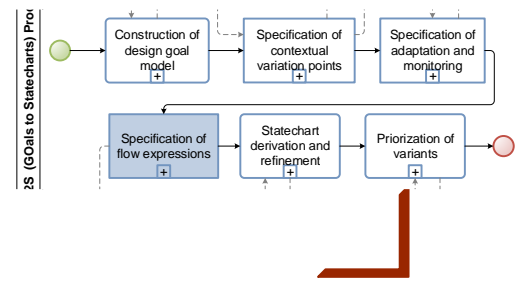 2S (GOals to Statecharts) Proc
Construction of
design goal
model
Specification of
contextual
variation points
Specification of
adaptation and
monitoring
Specification of
flow expressions
Statechart
derivation and
refinement
Priorization of
variants